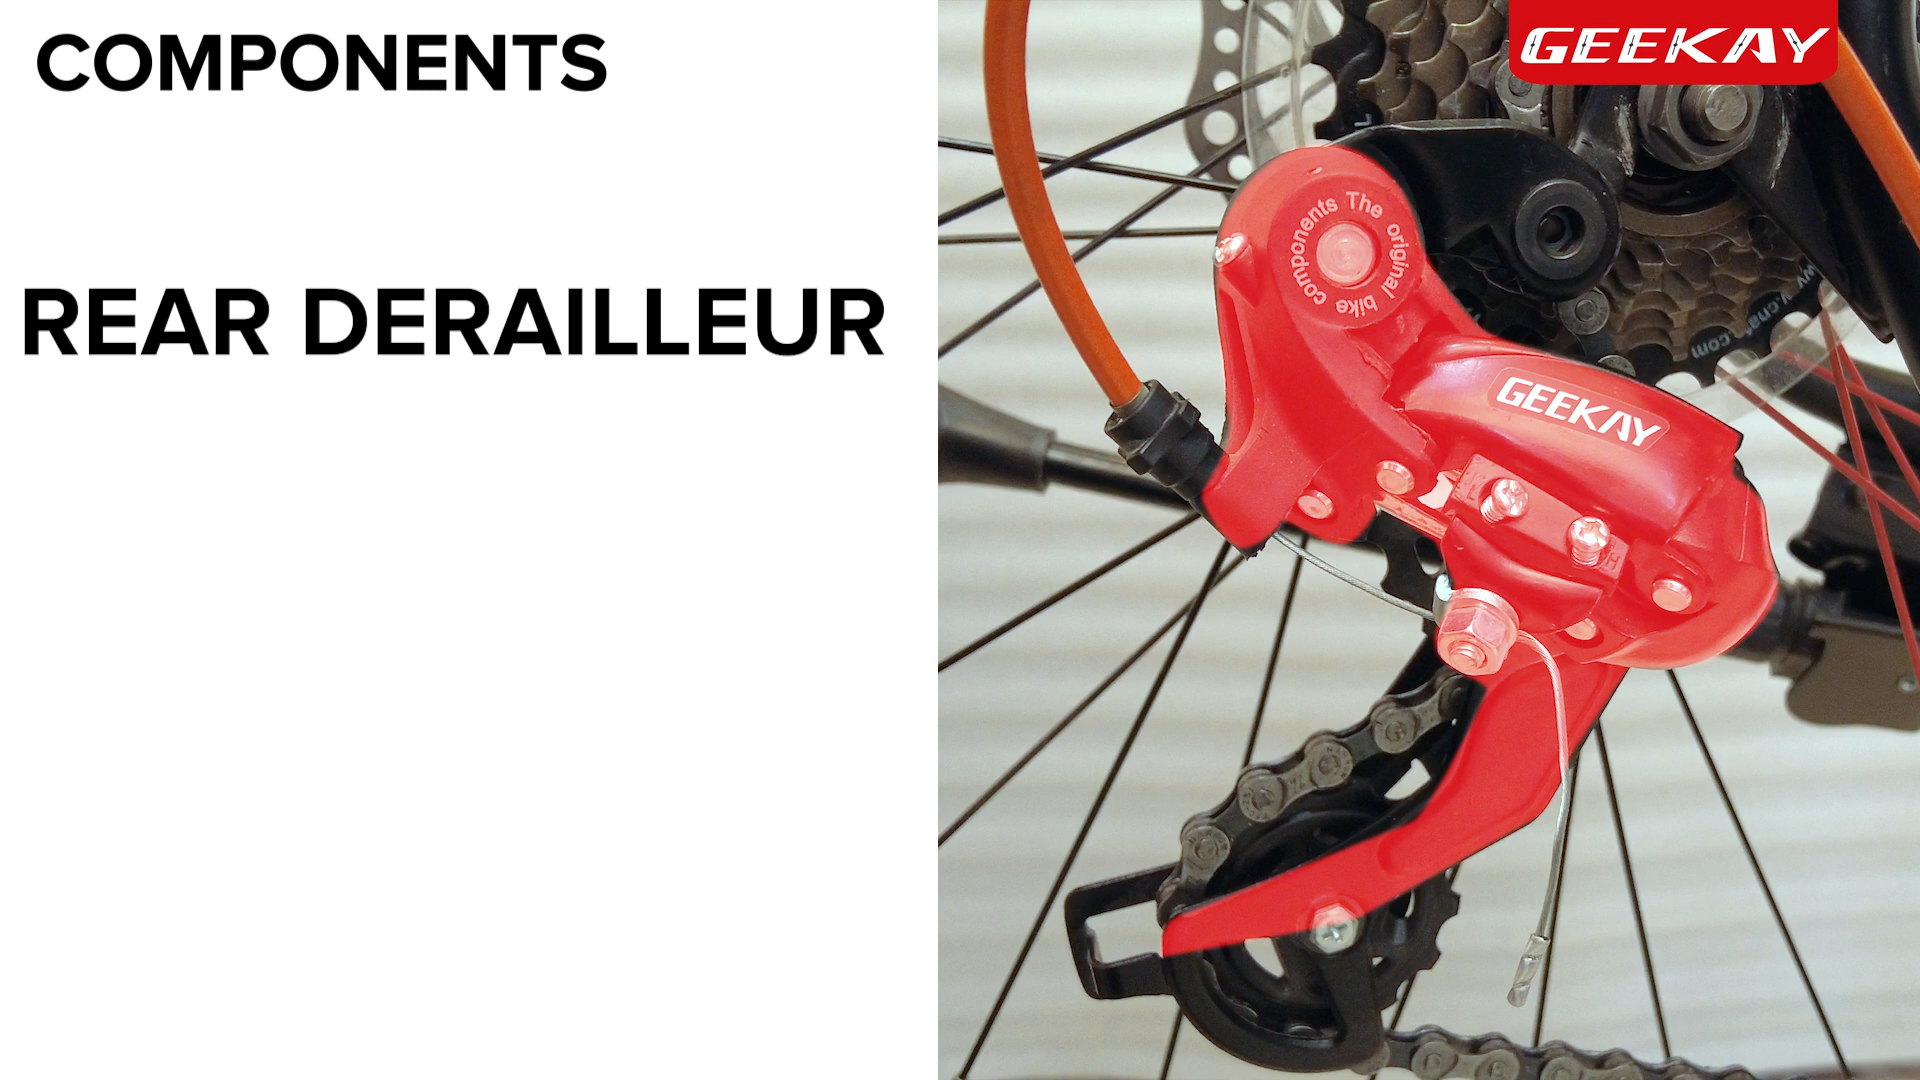 COMPONENTS
REAR DERAILLEUR
GEEKAY
The original bike components
GEEKAY